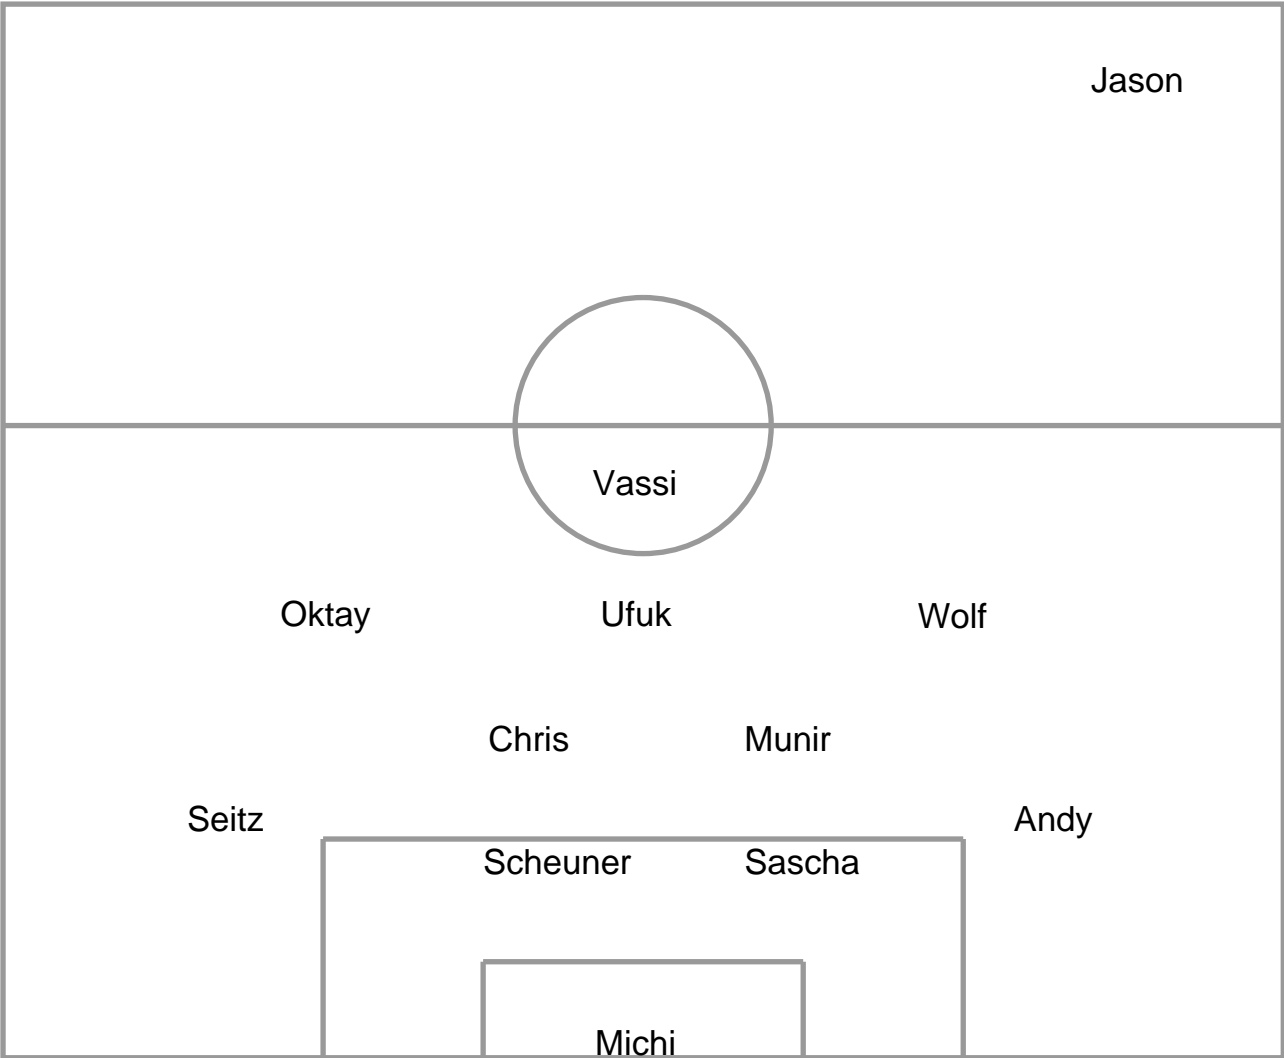 Jason
Vassi
Oktay Ufuk Wolf
Chris Munir
Seitz Andy
Scheuner Sascha
Michi